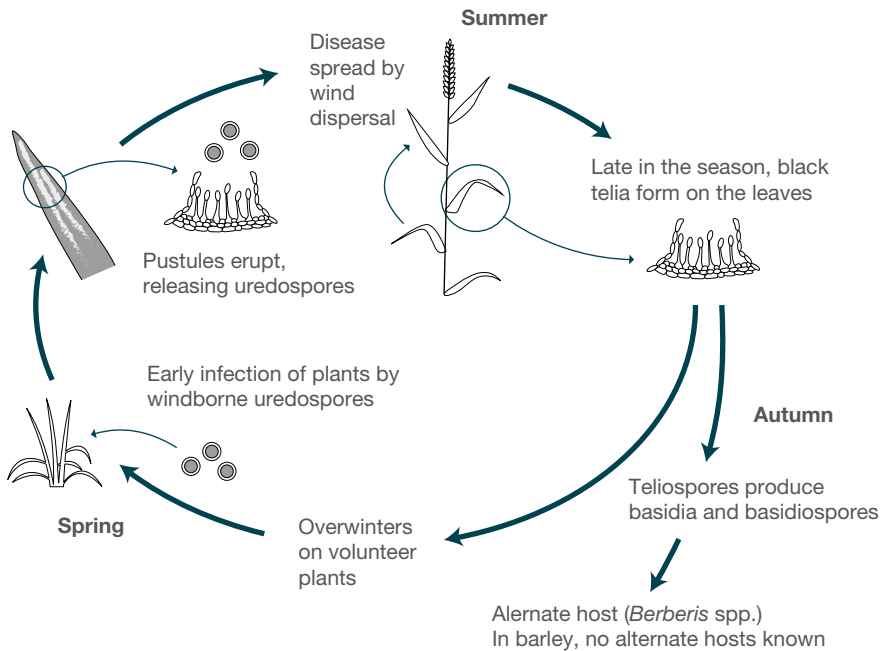 Summer
Disease
spread by
wind
dispersal
Late in the season, black
telia form on the leaves
Pustules erupt,
releasing uredospores
Early infection of plants by
windborne uredospores
Autumn
Teliospores produce
basidia and basidiospores
Spring
Overwinters
on volunteer
plants
Alernate host (Berberis spp.)
In barley, no alternate hosts known